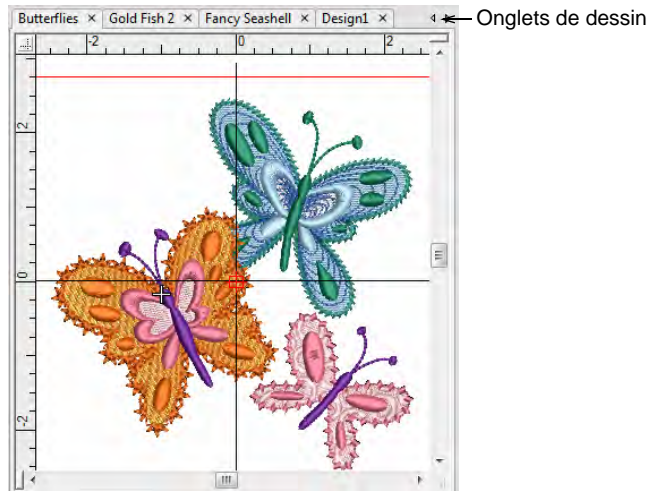 Butterflies × Gold Fish 2 × Fancy Seashell × Design1 ×
Onglets de dessin
-2 0 2
2
0
-2